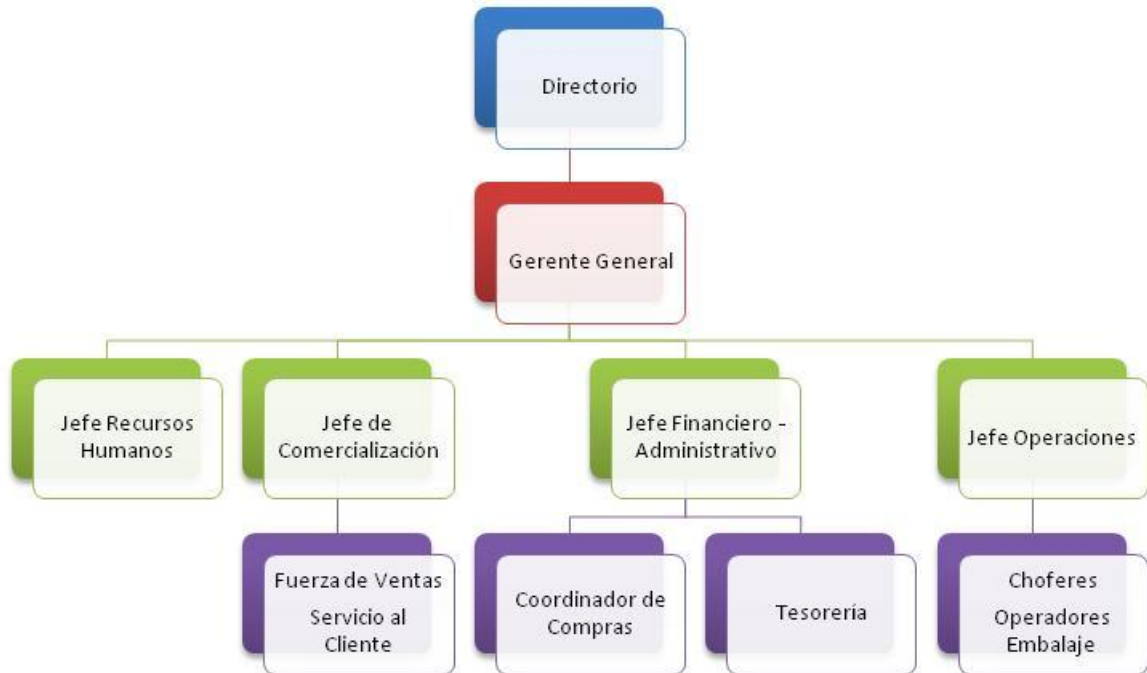 Directorio
Gerente General
Jefe Recursos
Humanos
Jefe de
Comercialización
Jefe Financiero -
Administrativo
Jefe Operaciones
Fuerza de Ventas
Servicio al
Cliente
Coordinador de
Compras
Tesorería
Choferes
Operadores
Embalaje